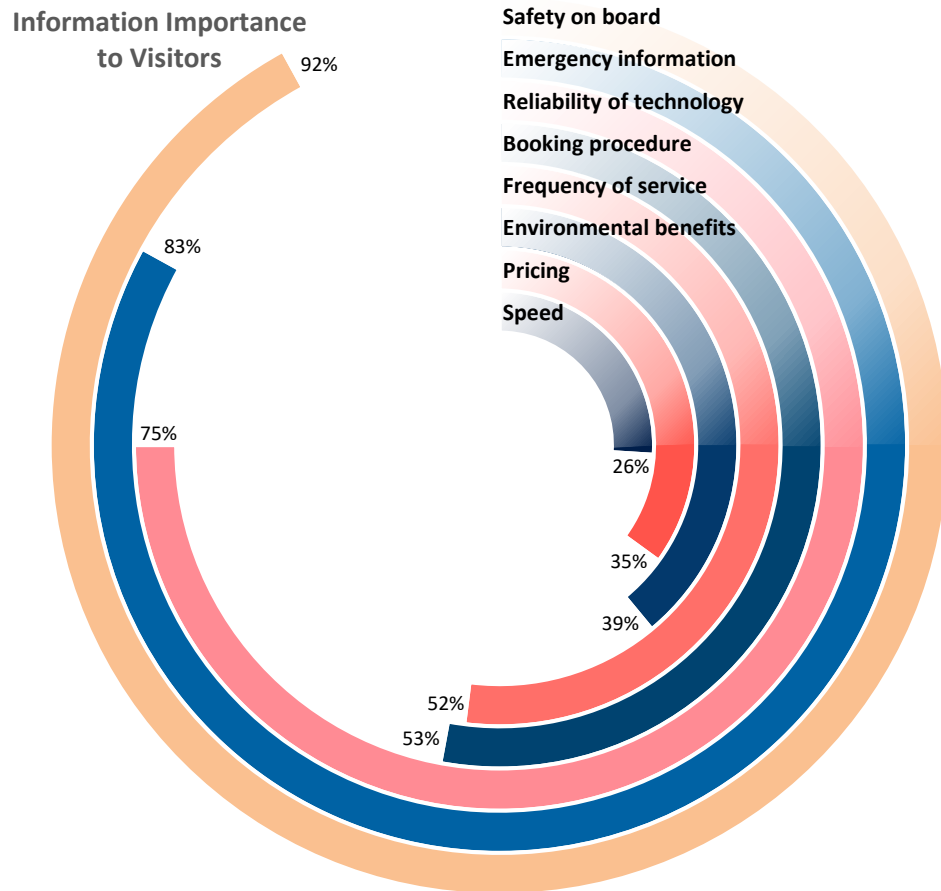 Information Importance
to Visitors
Safety on board
Emergency information
Reliability of technology
Booking procedure
Frequency of service
Environmental benefits
Pricing
Speed
92%
83%
75%
26%
35%
39%
52%
53%